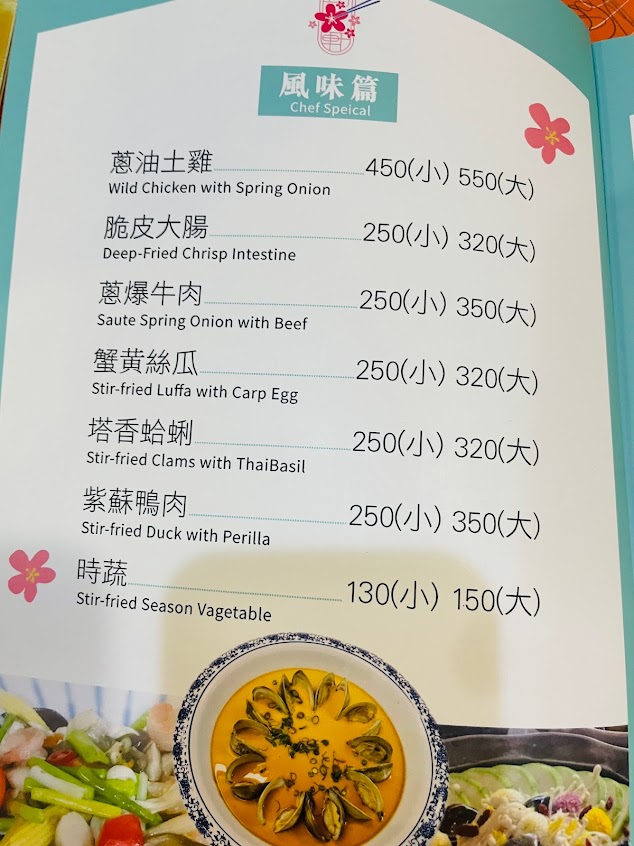 風味篇
Chef Speical
蔥油土雞 450(小) 550(大)
Wild Chicken with Spring Onion
脆皮大腸 250(小) 320(大)
Deep-Fried Chrisp Intestine
蔥爆牛肉 250(小) 350(大)
Saute Spring Onion with Beef
蟹黃絲瓜 250(小) 320(大)
Stir-fried Luffa with Carp Egg
塔香蛤蜊 250(小) 320(大)
Stir-fried Clams with ThaiBasil
紫蘇鴨肉 250(小) 350(大)
Stir-fried Duck with Perilla
時蔬 130(小) 150(大)
Stir-fried Season Vagetable